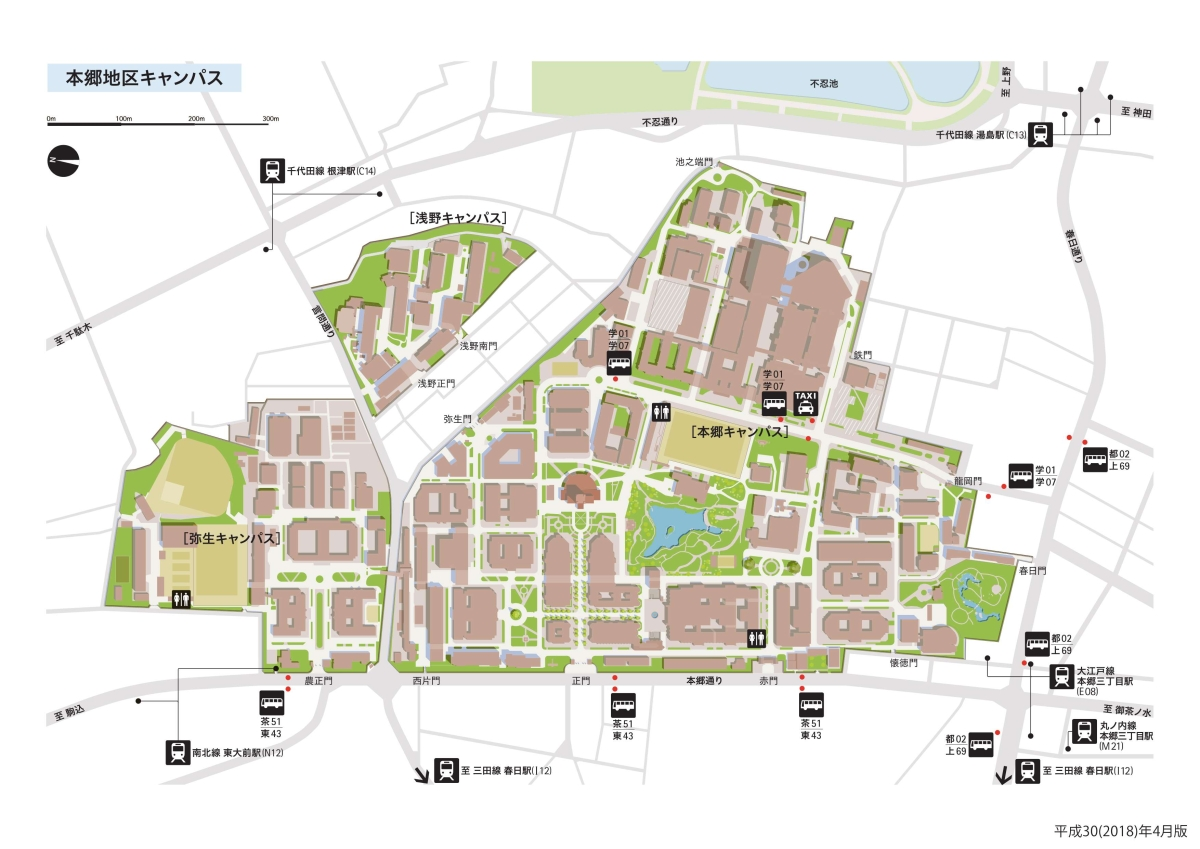 本郷地区キャンパス
0m 100m 200m 300m
N
不忍池
至 上野
至 神田
不忍通り
千代田線 湯島駅(C13)
千代田線 根津駅(C14)
池之端門
[浅野キャンパス]
春日通り
至 千駄木
言問通り
浅野南門
浅野正門
学01
学07
鉄門
学01
学07
TAXI
弥生門
[本郷キャンパス]
都02
上69
学01
学07
龍岡門
[弥生キャンパス]
春日門
都02
上69
懐徳門
大江戸線
本郷三丁目駅
(E08)
農正門
西片門
正門
本郷通り
赤門
至 駒込
茶51
東43
茶51
東43
茶51
東43
至 御茶ノ水
丸ノ内線
本郷三丁目駅
(M21)
都02
上69
南北線 東大前駅(N12)
至 三田線 春日駅(I12)
至 三田線 春日駅(I12)
平成30(2018)年4月版